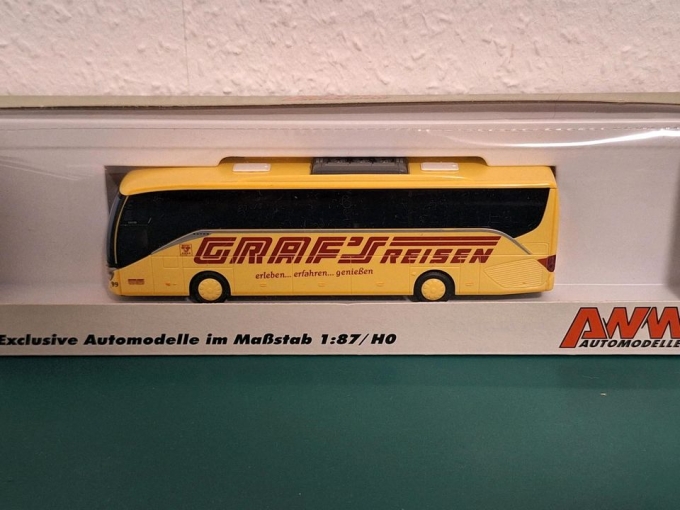 GRAF'S REISEN
erleben... erfahren... genießen
Exclusive Automodelle im Maßstab 1:87/H0
AWM
AUTOMODELLE